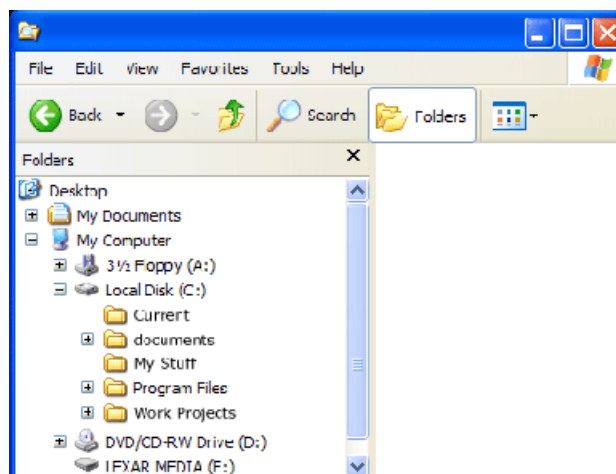 File Edit View Favorites Tools Help
Back Search Folders
Folders
Desktop
My Documents
My Computer
3½ Floppy (A:)
Local Disk (C:)
Current
documents
My Stuff
Program Files
Work Projects
DVD/CD-RW Drive (D:)
LEXAR MEDIA (E:)